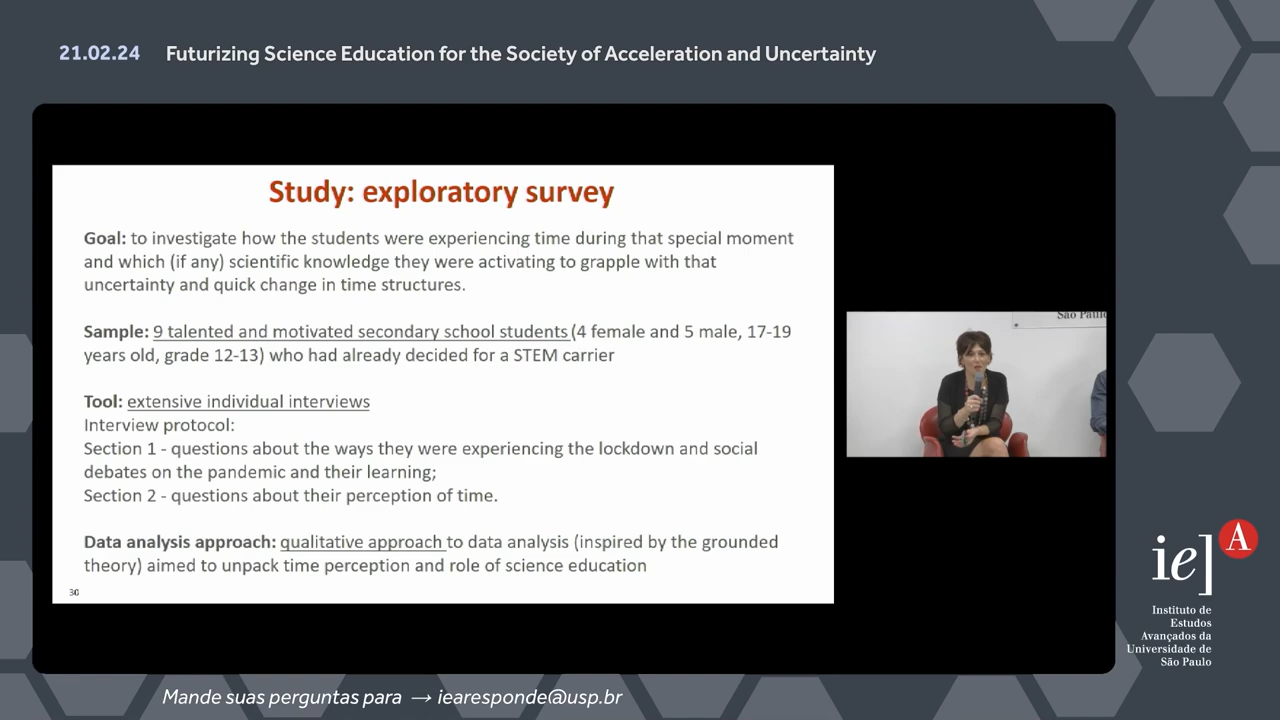 21.02.24 Futurizing Science Education for the Society of Acceleration and Uncertainty
Study: exploratory survey
Goal: to investigate how the students were experiencing time during that special moment
and which (if any) scientific knowledge they were activating to grapple with that
uncertainty and quick change in time structures.
Sample: 9 talented and motivated secondary school students (4 female and 5 male, 17-19
years old, grade 12-13) who had already decided for a STEM carrier
Tool: extensive individual interviews
Interview protocol:
Section 1 - questions about the ways they were experiencing the lockdown and social
debates on the pandemic and their learning;
Section 2 - questions about their perception of time.
Data analysis approach: qualitative approach to data analysis (inspired by the grounded
theory) aimed to unpack time perception and role of science education
30
São Paulo
ie] A
Instituto de
Estudos
Avançados da
Universidade de
São Paulo
Mande suas perguntas para → iearesponde@usp.br